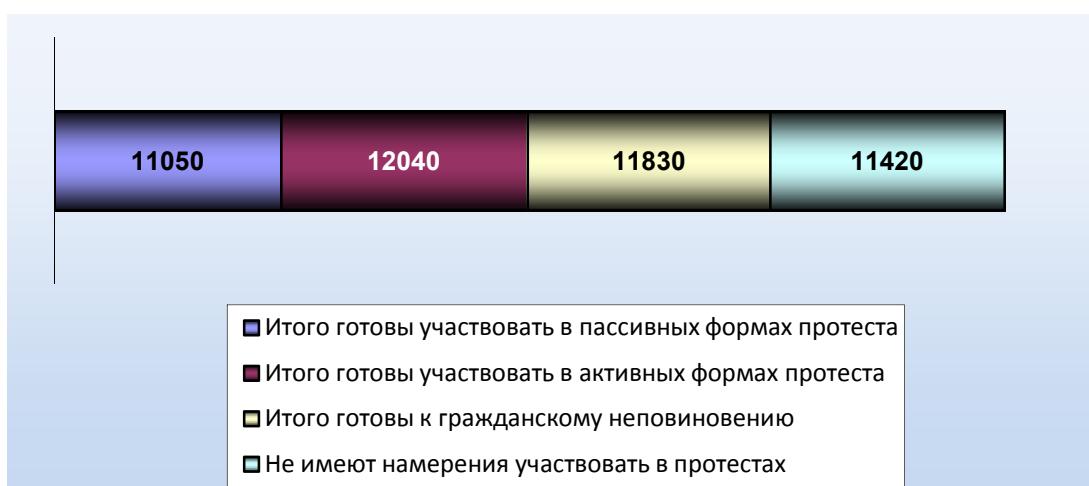 11050 12040 11830 11420
Итого готовы участвовать в пассивных формах протеста
Итого готовы участвовать в активных формах протеста
Итого готовы к гражданскому неповиновению
Не имеют намерения участвовать в протестах